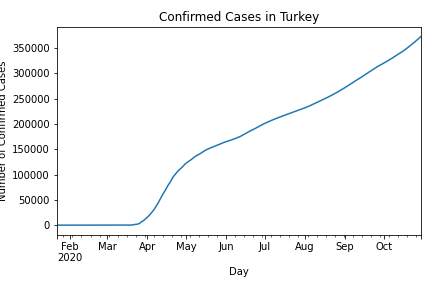 Confirmed Cases in Turkey
Number of Confirmed Cases
350000
300000
250000
200000
150000
100000
50000
0
Feb Mar Apr May Jun Jul Aug Sep Oct
2020
Day